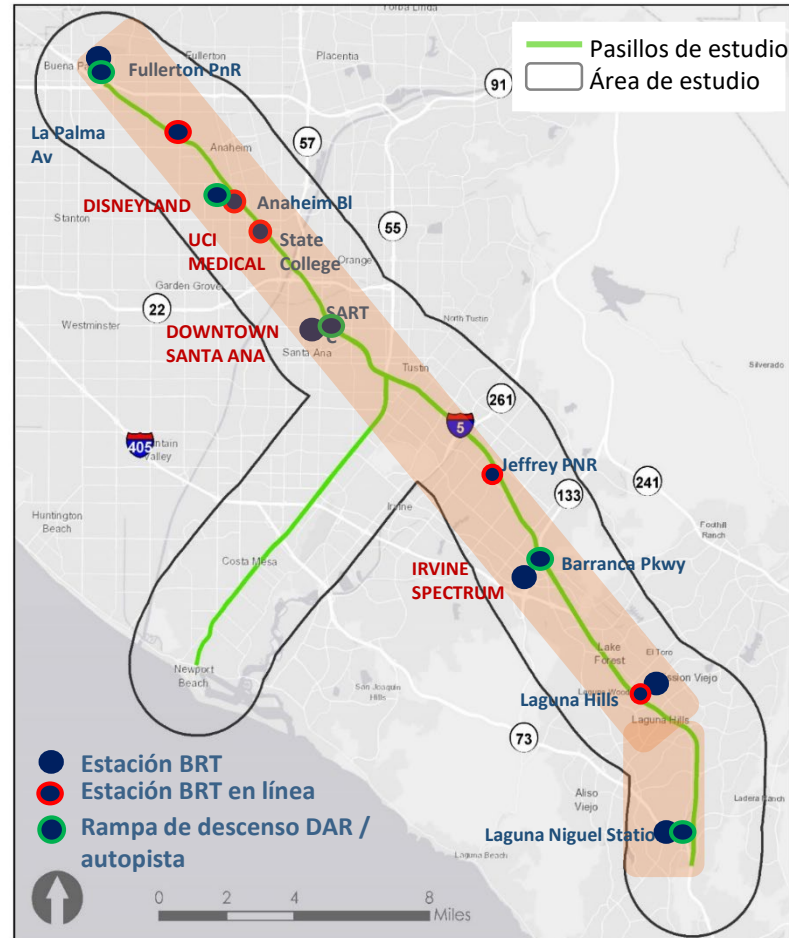 Pasillos de estudio
Área de estudio
Yorba Linda
Fullerton
Placentia
Buena Pa
Fullerton PnR
91
57
La Palma
Av
Anaheim
DISNEYLAND
Anaheim Bl
Stanton
UCI
MEDICAL
State
College
55
Orange
Garden Grove
22
Westminster
DOWNTOWN
SANTA ANA
SART
C
Santa Ana
North Tustin
Tustin
Silverado
261
5
405
ntain
Valley
Jeffrey PNR
133
241
Huntington
Beach
Irvine
Foothill
Ranch
Costa Mesa
IRVINE
SPECTRUM
Barranca Pkwy
Lake
Forest
El Toro
ssion Viejo
Newport
Beach
San Joaquin
Hills
Laguna Wood
Laguna Hills
Laguna Hills
73
Estación BRT
Estación BRT en línea
Rampa de descenso DAR /
autopista
Aliso
Viejo
Ladera Ranch
Laguna Niguel Statio
Laguna Beach
0 2 4 8
Miles